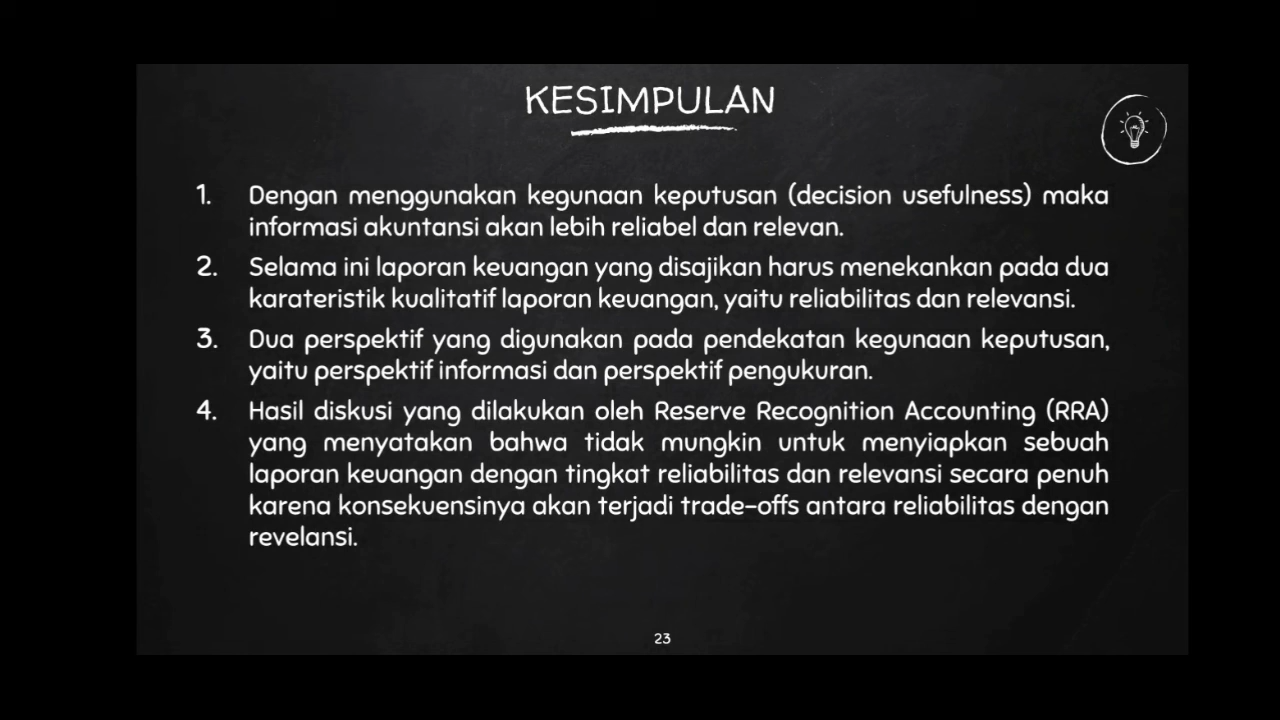 KESIMPULAN
1. Dengan menggunakan kegunaan keputusan (decision usefulness) maka
informasi akuntansi akan lebih reliabel dan relevan.
2. Selama ini laporan keuangan yang disajikan harus menekankan pada dua
karateristik kualitatif laporan keuangan, yaitu reliabilitas dan relevansi.
3. Dua perspektif yang digunakan pada pendekatan kegunaan keputusan,
yaitu perspektif informasi dan perspektif pengukuran.
4. Hasil diskusi yang dilakukan oleh Reserve Recognition Accounting (RRA)
yang menyatakan bahwa tidak mungkin untuk menyiapkan sebuah
laporan keuangan dengan tingkat reliabilitas dan relevansi secara penuh
karena konsekuensinya akan terjadi trade-offs antara reliabilitas dengan
revelansi.
23